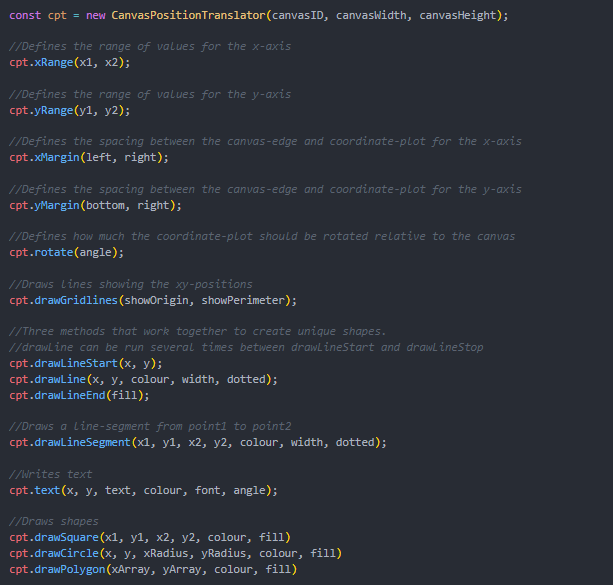 const cpt = new CanvasPositionTranslator(canvasID, canvasWidth, canvasHeight);
//Defines the range of values for the x-axis
cpt.xRange(x1, x2);
//Defines the range of values for the y-axis
cpt.yRange(y1, y2);
//Defines the spacing between the canvas-edge and coordinate-plot for the x-axis
cpt.xMargin(left, right);
//Defines the spacing between the canvas-edge and coordinate-plot for the y-axis
cpt.yMargin(bottom, right);
//Defines how much the coordinate-plot should be rotated relative to the canvas
cpt.rotate(angle);
//Draws lines showing the xy-positions
cpt.drawGridlines(showOrigin, showPerimeter);
//Three methods that work together to create unique shapes.
//drawLine can be run several times between drawLineStart and drawLineStop
cpt.drawLineStart(x, y);
cpt.drawLine(x, y, colour, width, dotted);
cpt.drawLineEnd(fill);
//Draws a line-segment from point1 to point2
cpt.drawLineSegment(x1, y1, x2, y2, colour, width, dotted);
//Writes text
cpt.text(x, y, text, colour, font, angle);
//Draws shapes
cpt.drawSquare(x1, y1, x2, y2, colour, fill)
cpt.drawCircle(x, y, xRadius, yRadius, colour, fill)
cpt.drawPolygon(xArray, yArray, colour, fill)